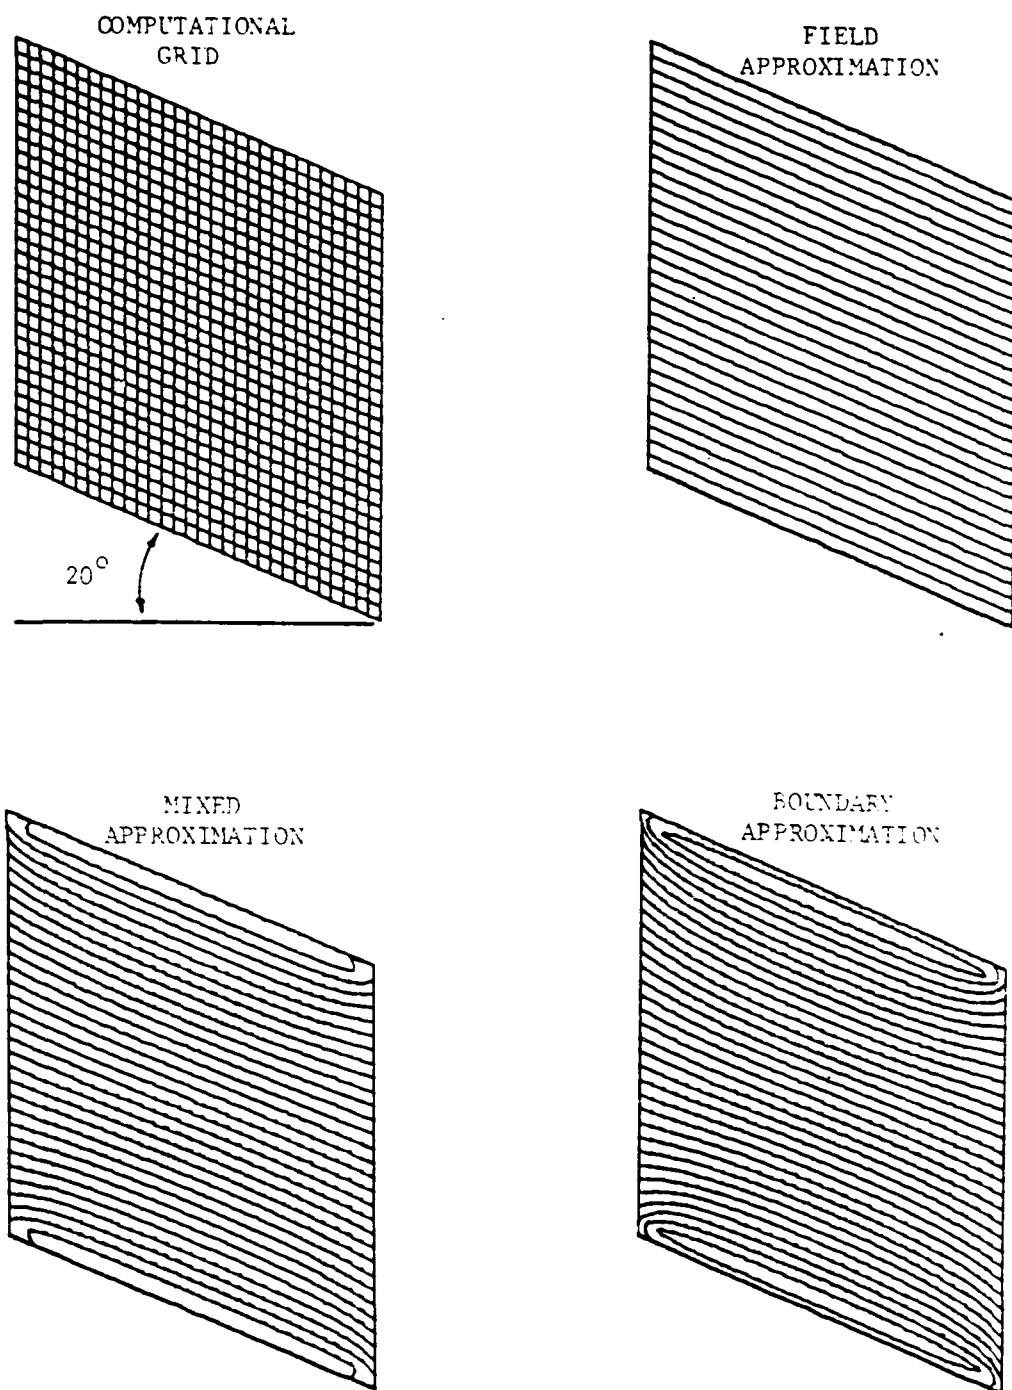 COMPUTATIONAL
GRID
FIELD
APPROXIMATION
20°
MIXED
APPROXIMATION
BOUNDARY
APPROXIMATION